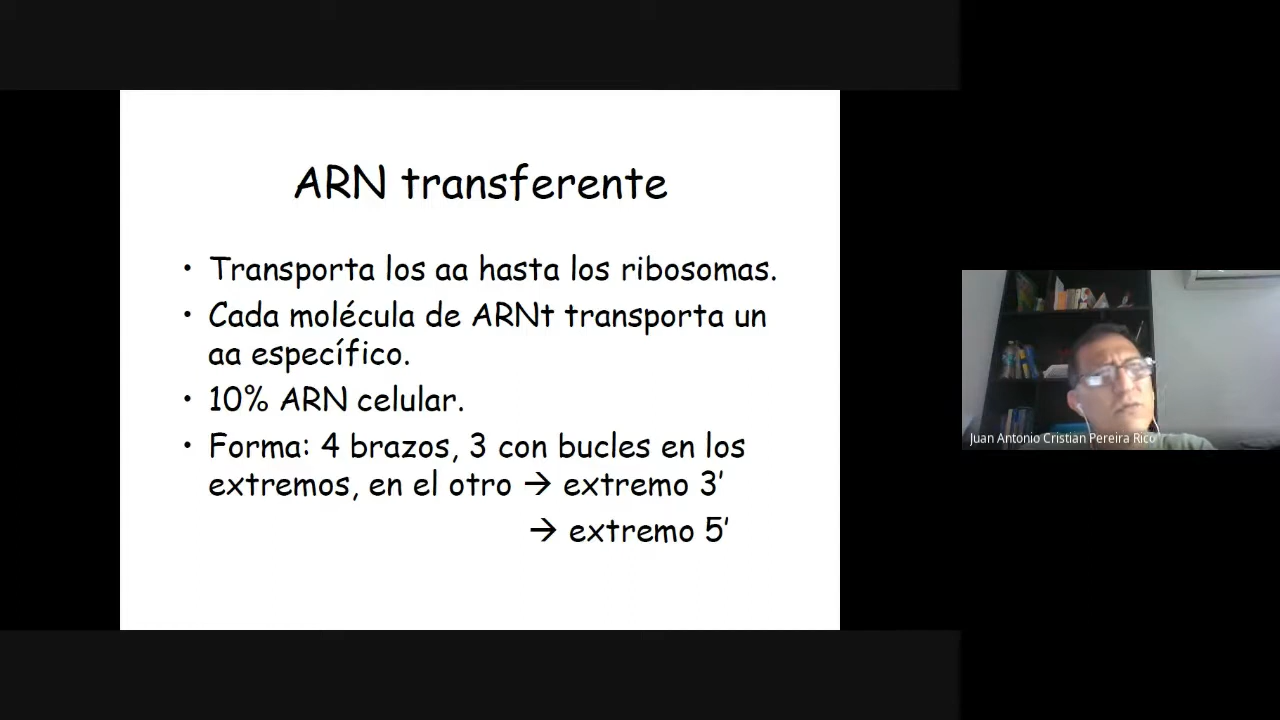 ARN transferente
• Transporta los aa hasta los ribosomas.
• Cada molécula de ARNt transporta un
aa específico.
• 10% ARN celular.
• Forma: 4 brazos, 3 con bucles en los
extremos, en el otro → extremo 3’
→ extremo 5’
Juan Antonio Cristian Pereira Rico